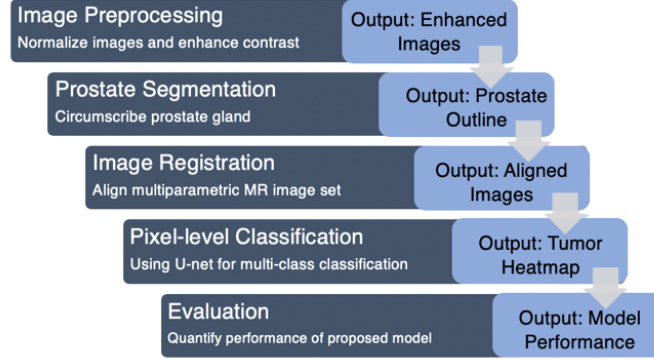 Image Preprocessing
Normalize images and enhance contrast
Output: Enhanced
Images
Prostate Segmentation
Circumscribe prostate gland
Output: Prostate
Outline
Image Registration
Align multiparametric MR image set
Output: Aligned
Images
Pixel-level Classification
Using U-net for multi-class classification
Output: Tumor
Heatmap
Evaluation
Quantify performance of proposed model
Output: Model
Performance